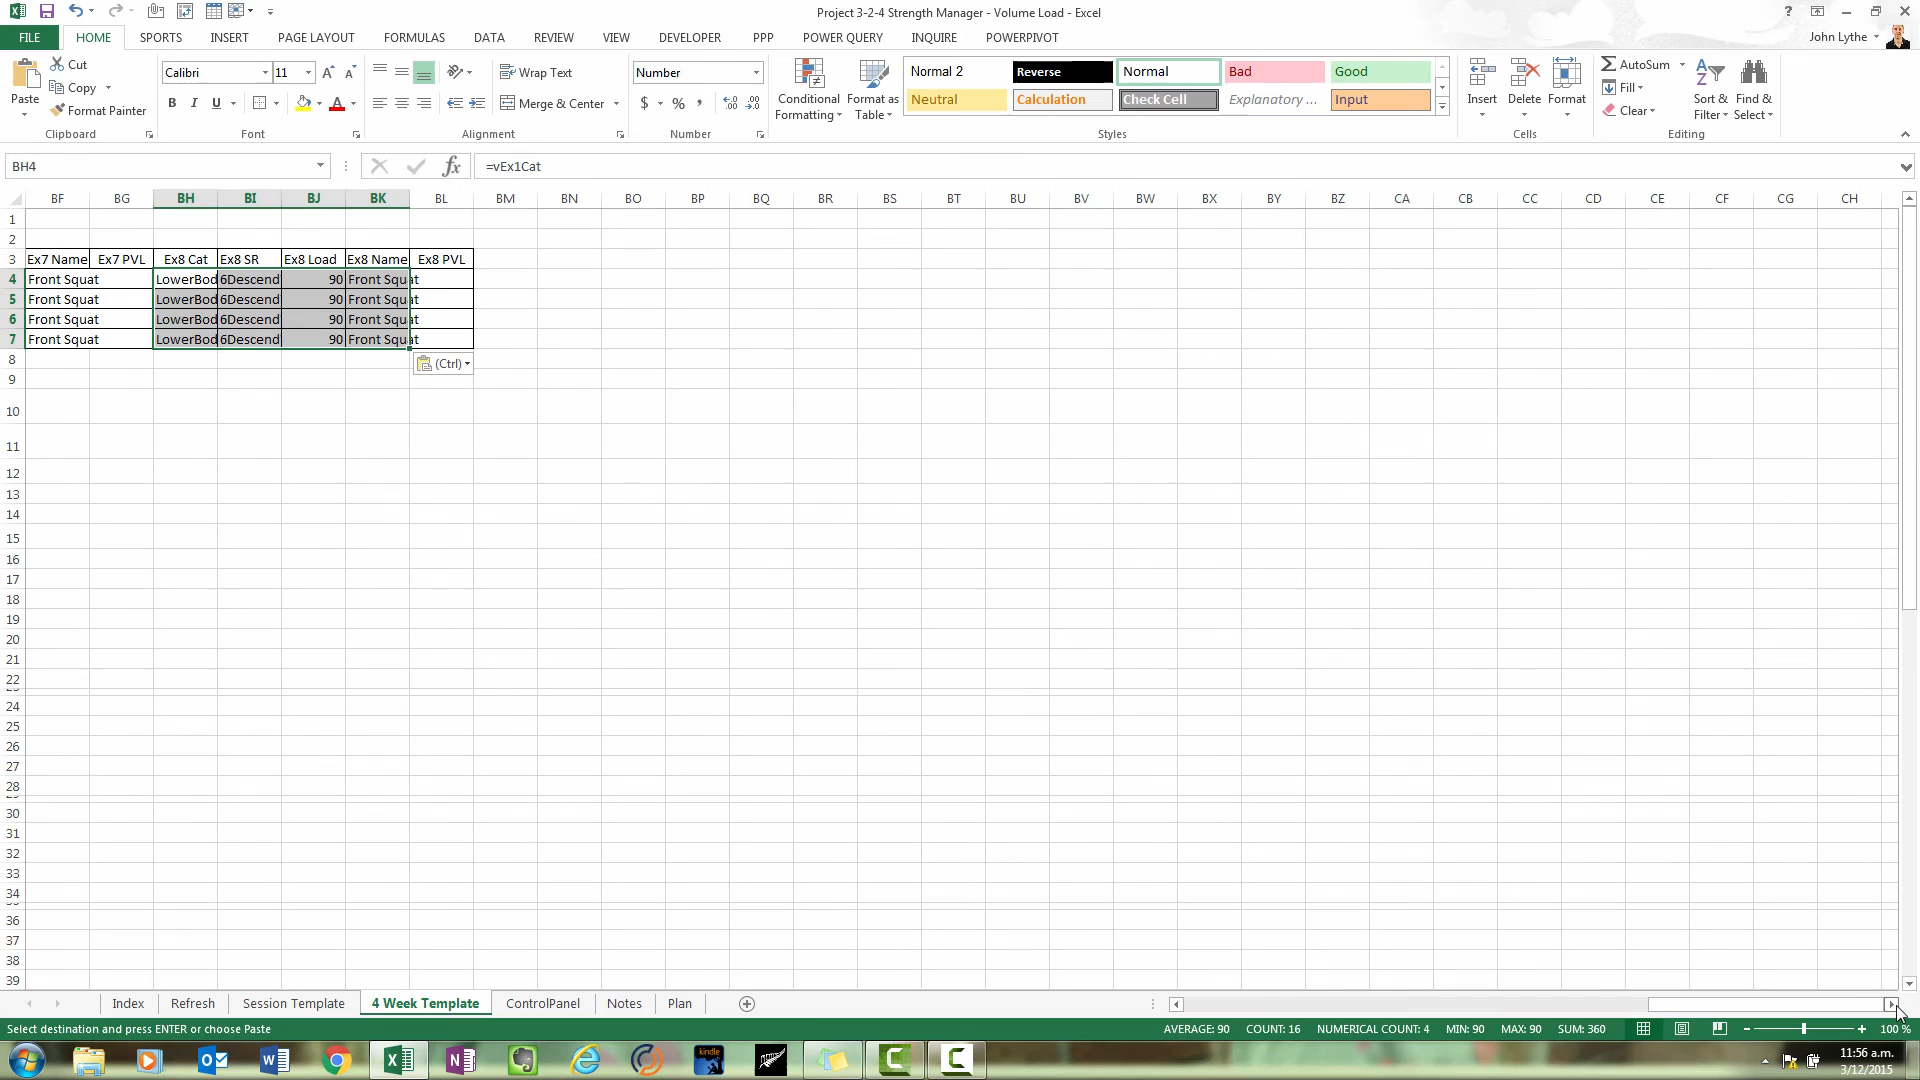 Project 3-2-4 Strength Manager - Volume Load - Excel
?
FILE HOME SPORTS INSERT PAGE LAYOUT FORMULAS DATA REVIEW VIEW DEVELOPER PPP POWER QUERY INQUIRE POWERPIVOT
John Lythe
Paste
Cut
Copy
Format Painter
Clipboard
Calibri 11
B I U
Font
Wrap Text
Merge & Center
Alignment
Number
$ % ,
Number
Conditional Formatting
Format as Table
Normal 2 Reverse Normal Bad Good
Neutral Calculation Check Cell Explanatory ... Input
Styles
Insert Delete Format
Cells
AutoSum
Fill
Clear
Sort & Filter
Find & Select
Editing
BH4 fx =vEx1Cat
BF BG BH BI BJ BK BL BM BN BO BP BQ BR BS BT BU BV BW BX BY BZ CA CB CC CD CE CF CG CH
1
2
3 Ex7 Name Ex7 PVL Ex8 Cat Ex8 SR Ex8 Load Ex8 Name Ex8 PVL
4 Front Squat LowerBod 6Descend 90 Front Squat
5 Front Squat LowerBod 6Descend 90 Front Squat
6 Front Squat LowerBod 6Descend 90 Front Squat
7 Front Squat LowerBod 6Descend 90 Front Squat
8 (Ctrl)
9
10
11
12
13
14
15
16
17
18
19
20
21
22
24
25
26
27
28
30
31
32
33
34
36
37
38
39
Index Refresh Session Template 4 Week Template ControlPanel Notes Plan
Select destination and press ENTER or choose Paste AVERAGE: 90 COUNT: 16 NUMERICAL COUNT: 4 MIN: 90 MAX: 90 SUM: 360 100 %
kindle
11:56 a.m.
3/12/2015